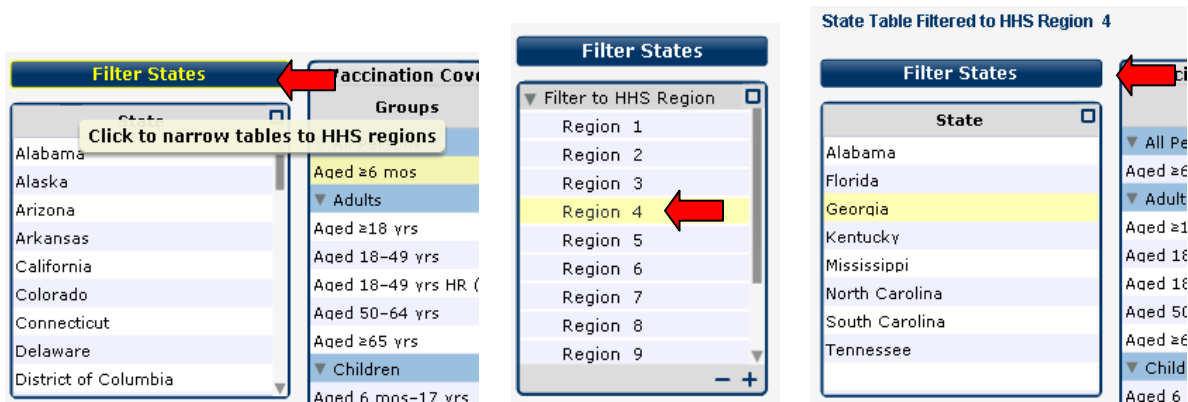 Filter States
Vaccination Cove
Groups
State
Click to narrow tables to HHS regions
Alabama
Alaska
Arizona
Arkansas
California
Colorado
Connecticut
Delaware
District of Columbia
Aged ≥6 mos
▼ Adults
Aged ≥18 yrs
Aged 18–49 yrs
Aged 18–49 yrs HR (
Aged 50–64 yrs
Aged ≥65 yrs
▼ Children
Aged 6 mos–17 yrs
Filter States
▼ Filter to HHS Region
Region 1
Region 2
Region 3
Region 4
Region 5
Region 6
Region 7
Region 8
Region 9
− +
State Table Filtered to HHS Region 4
Filter States
State
Alabama
Florida
Georgia
Kentucky
Mississippi
North Carolina
South Carolina
Tennessee
▼ All Pe
Aged ≥6
▼ Adult
Aged ≥1
Aged 18
Aged 18
Aged 50
Aged ≥6
▼ Child
Aged 6